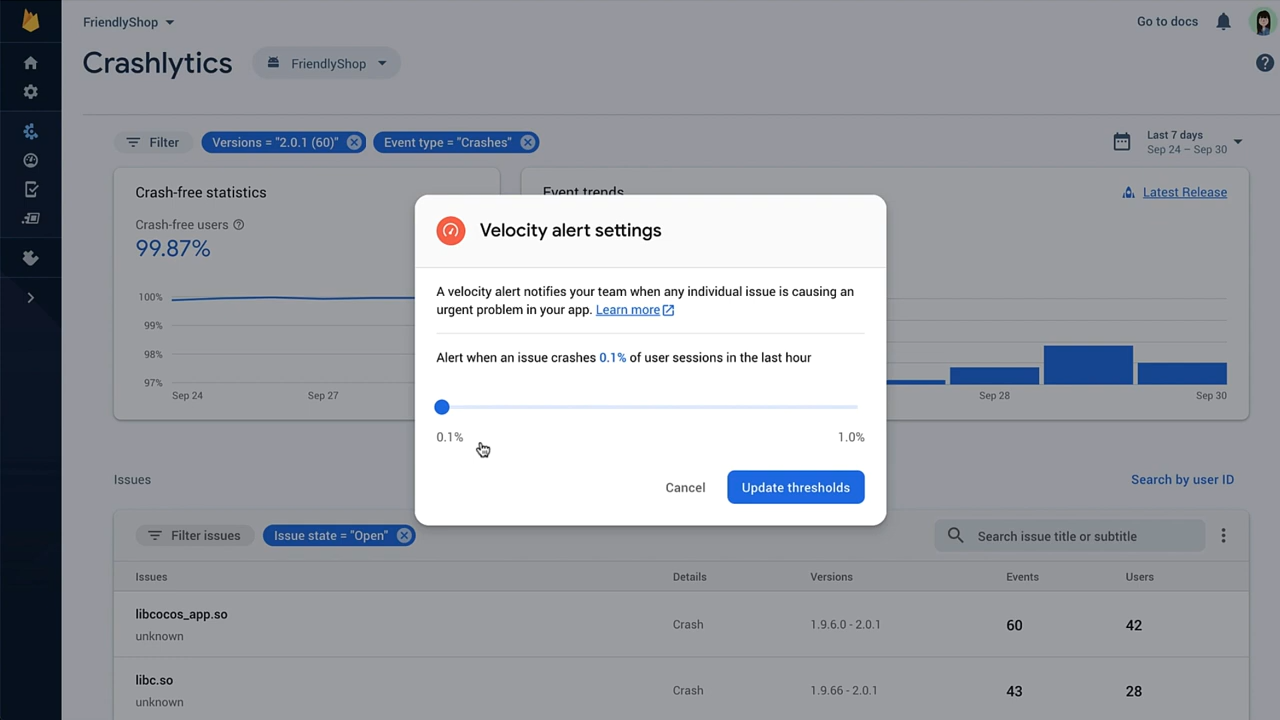 FriendlyShop
Go to docs
Crashlytics
FriendlyShop
Filter
Versions = "2.0.1 (60)"
Event type = "Crashes"
Last 7 days
Sep 24 – Sep 30
Crash-free statistics
Event trends
Latest Release
Crash-free users
99.87%
100%
99%
98%
97%
Sep 24
Sep 27
Sep 28
Sep 30
Velocity alert settings
A velocity alert notifies your team when any individual issue is causing an
urgent problem in your app. Learn more
Alert when an issue crashes 0.1% of user sessions in the last hour
0.1%
1.0%
Cancel
Update thresholds
Issues
Search by user ID
Filter issues
Issue state = "Open"
Search issue title or subtitle
Issues Details Versions Events Users
libcocos_app.so
unknown
Crash 1.9.6.0 - 2.0.1 60 42
libc.so
unknown
Crash 1.9.66 - 2.0.1 43 28